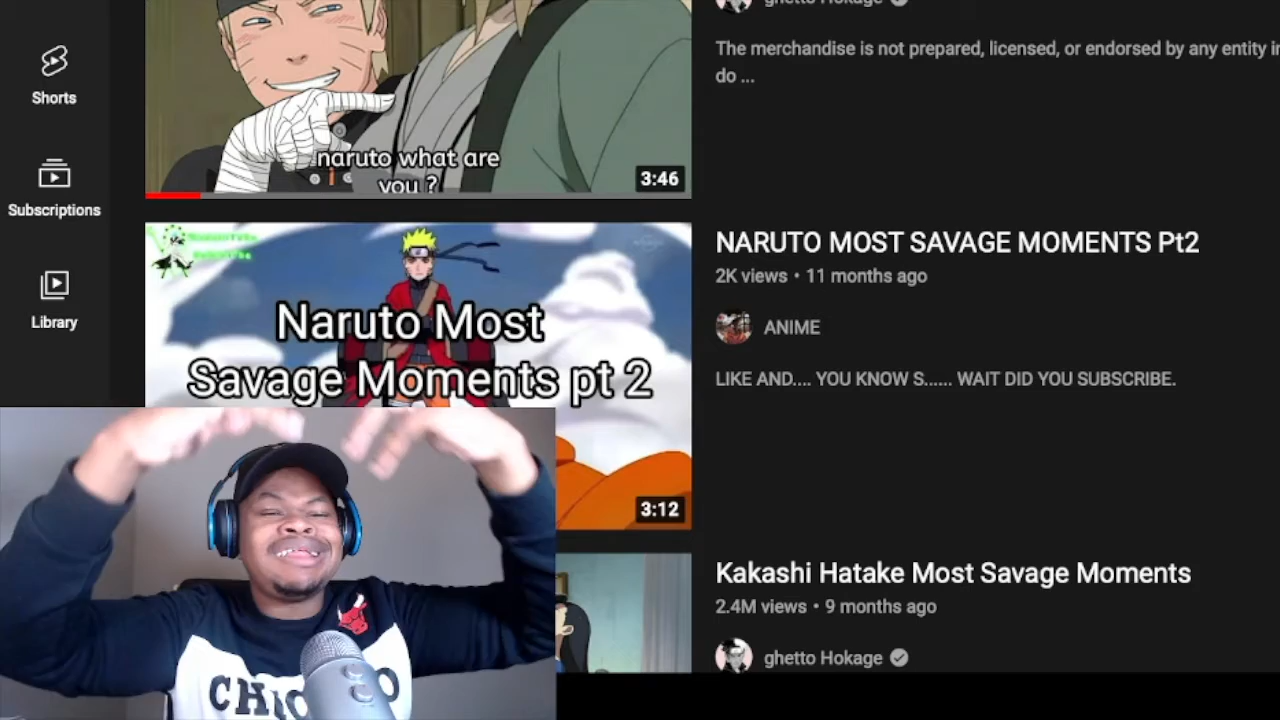 ghetto Hokage
Shorts
The merchandise is not prepared, licensed, or endorsed by any entity
do ...
naruto what are
you ?
3:46
Subscriptions
NARUTO MOST SAVAGE MOMENTS Pt2
2K views • 11 months ago
Library
ANIME
Naruto Most
Savage Moments pt 2
LIKE AND.... YOU KNOW S...... WAIT DID YOU SUBSCRIBE.
3:12
Kakashi Hatake Most Savage Moments
2.4M views • 9 months ago
ghetto Hokage